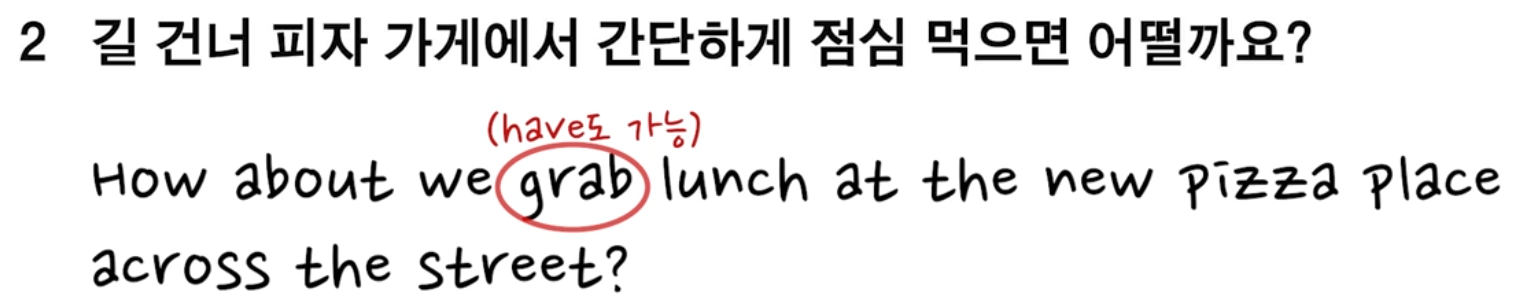 2 길 건너 피자 가게에서 간단하게 점심 먹으면 어떨까요?
(have도 가능)
How about we grab lunch at the new pizza place
across the street?